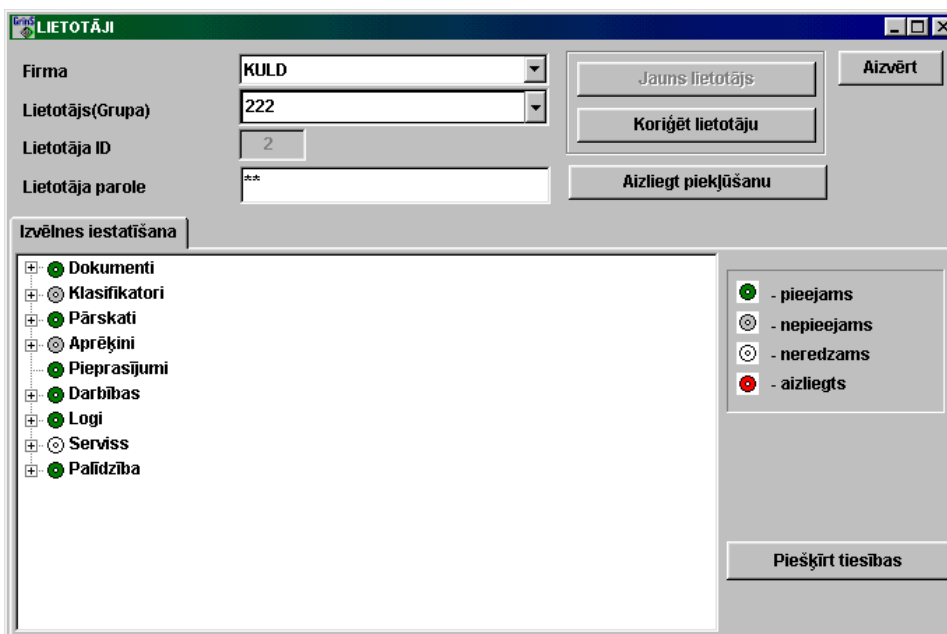 GrinS LIETOTĀJI
Firma
KULD
Jauns lietotājs
Aizvērt
Lietotājs(Grupa)
222
Koriģēt lietotāju
Lietotāja ID
2
Lietotāja parole
**
Aizliegt piekļūšanu
Izvēlnes iestatīšana
Dokumenti
Klasifikatori
Pārskati
Aprēķini
Pieprasījumi
Darbības
Logi
Serviss
Palīdzība
- pieejams
- nepieejams
- neredzams
- aizliegts
Piešķirt tiesības